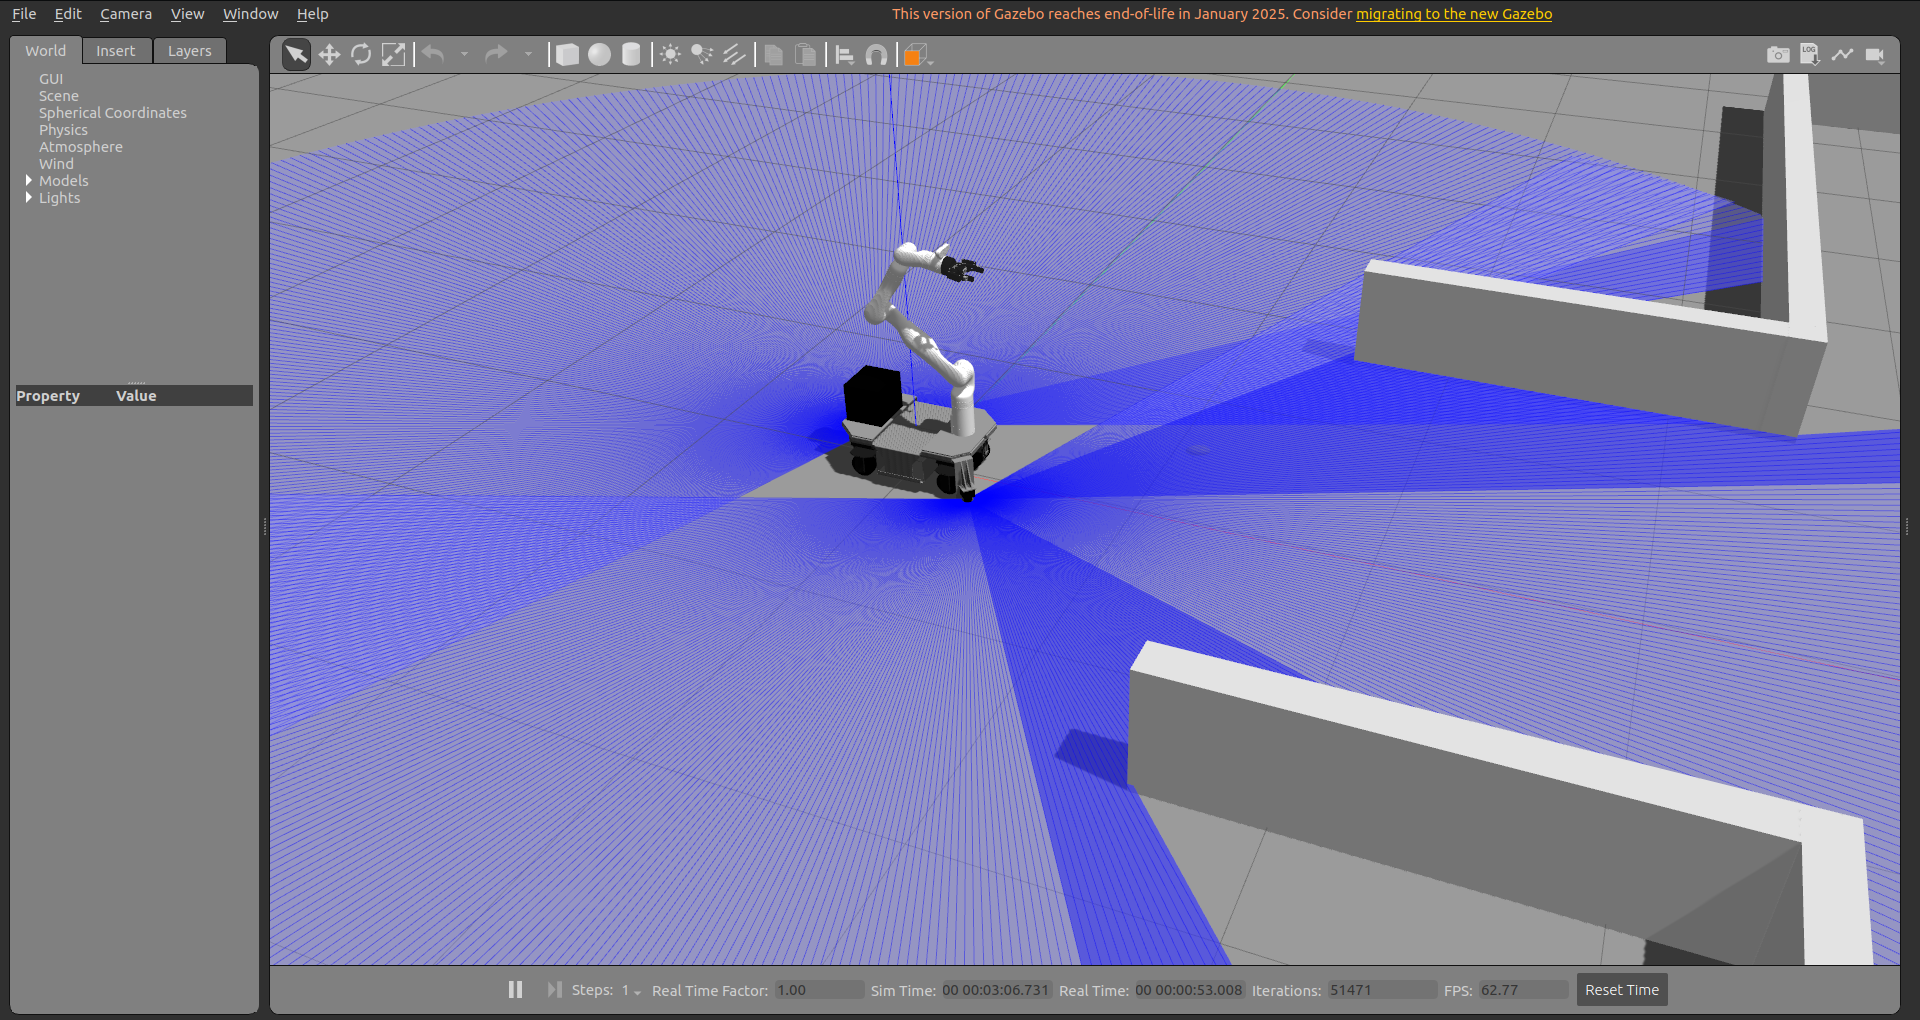 File Edit Camera View Window Help
This version of Gazebo reaches end-of-life in January 2025. Consider migrating to the new Gazebo
World Insert Layers
GUI
Scene
Spherical Coordinates
Physics
Atmosphere
Wind
Models
Lights
Property Value
LOG
Steps: 1 Real Time Factor: 1.00 Sim Time: 00 00:03:06.731 Real Time: 00 00:00:53.008 Iterations: 51471 FPS: 62.77 Reset Time